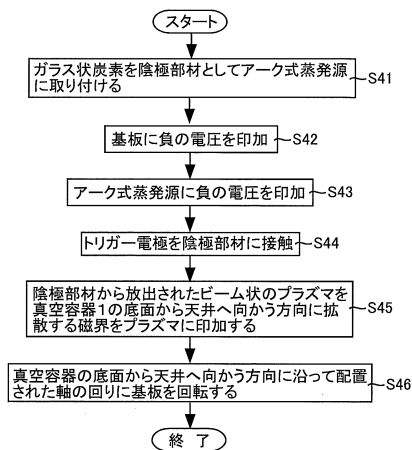 スタート
ガラス状炭素を陰極部材としてアーク式蒸発源
に取り付ける
S41
基板に負の電圧を印加
S42
アーク式蒸発源に負の電圧を印加
S43
トリガー電極を陰極部材に接触
S44
陰極部材から放出されたビーム状のプラズマを
真空容器1の底面から天井へ向かう方向に拡
散する磁界をプラズマに印加する
S45
真空容器の底面から天井へ向かう方向に沿って配置
された軸の回りに基板を回転する
S46
終了